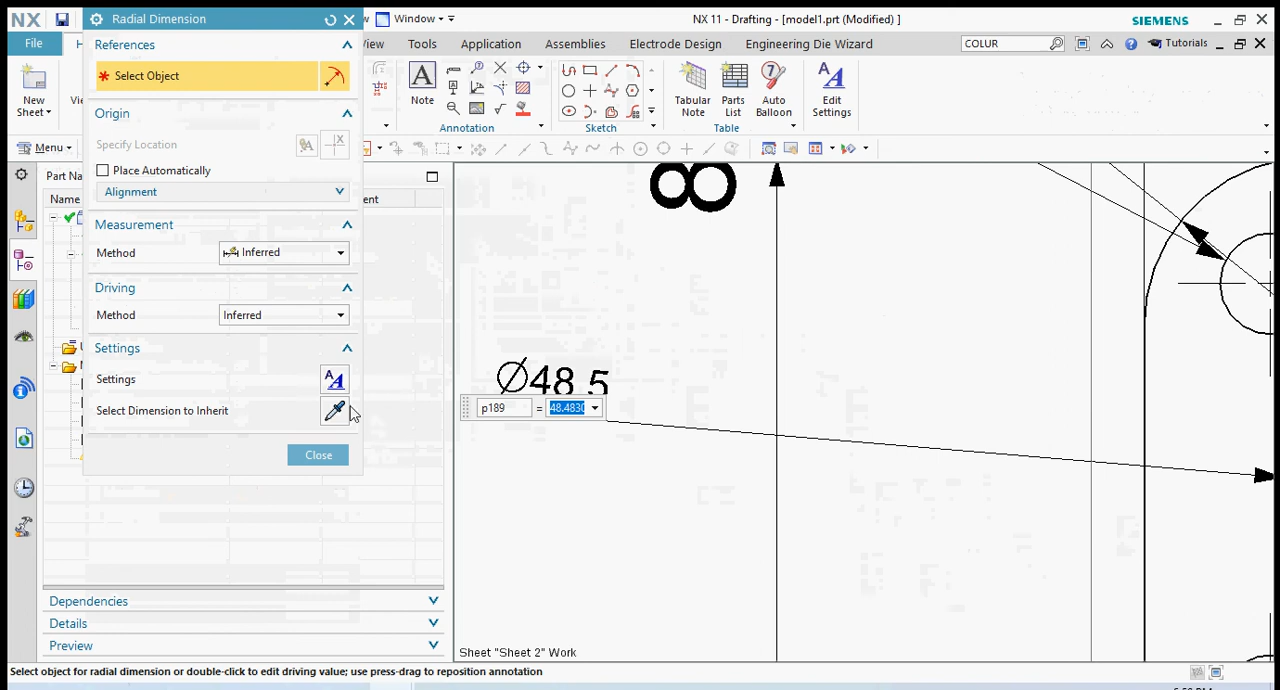 NX
Radial Dimension
w
Window
NX 11 - Drafting - [model1.prt (Modified) ]
SIEMENS
File
H
View
Tools
Application
Assemblies
Electrode Design
Engineering Die Wizard
COLUR
Tutorials
References
* Select Object
New
Sheet
Note
Annotation
Sketch
Tabular
Note
Parts
List
Auto
Balloon
Table
Edit
Settings
Origin
Specify Location
Place Automatically
Alignment
Menu
Part Na
Name
ent
Measurement
Method
Inferred
Driving
Method
Inferred
Settings
Settings
Select Dimension to Inherit
Close
8
Ø48.5
p189 = 48.4830
Dependencies
Details
Preview
Sheet "Sheet 2" Work
Select object for radial dimension or double-click to edit driving value; use press-drag to reposition annotation